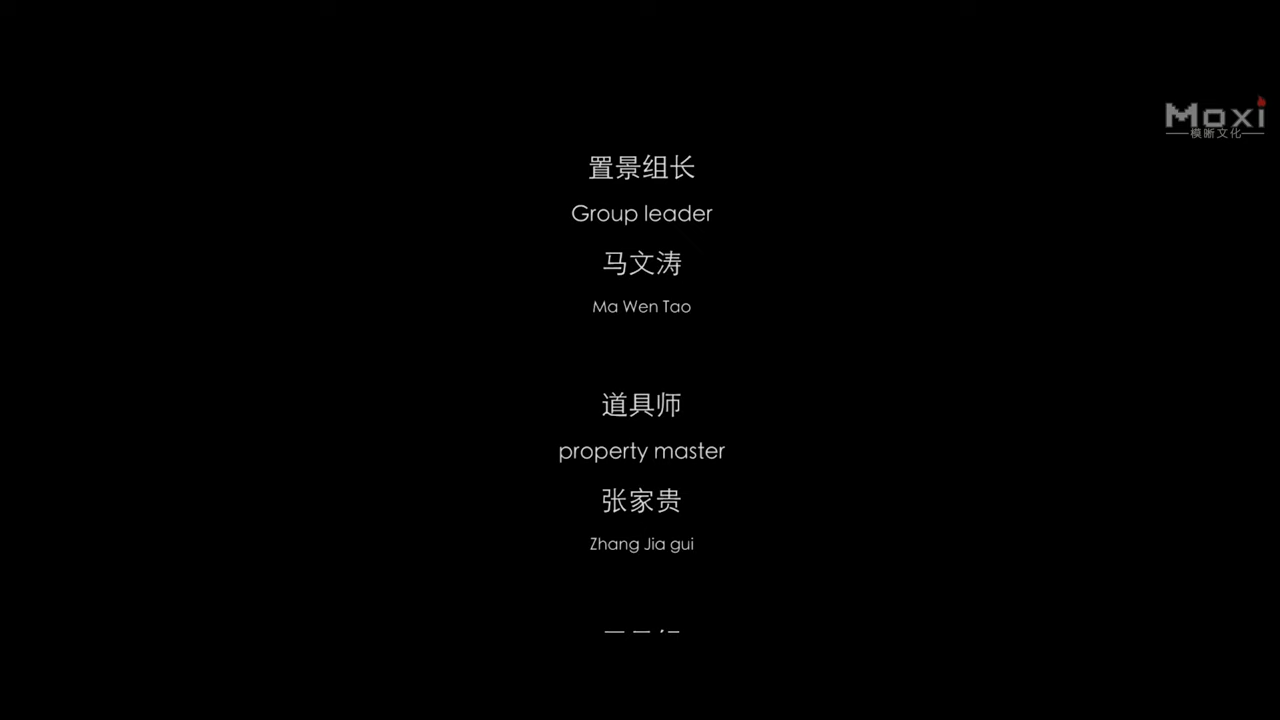 Moxi
模晰文化
置景组长
Group leader
马文涛
Ma Wen Tao
道具师
property master
张家贵
Zhang Jia gui